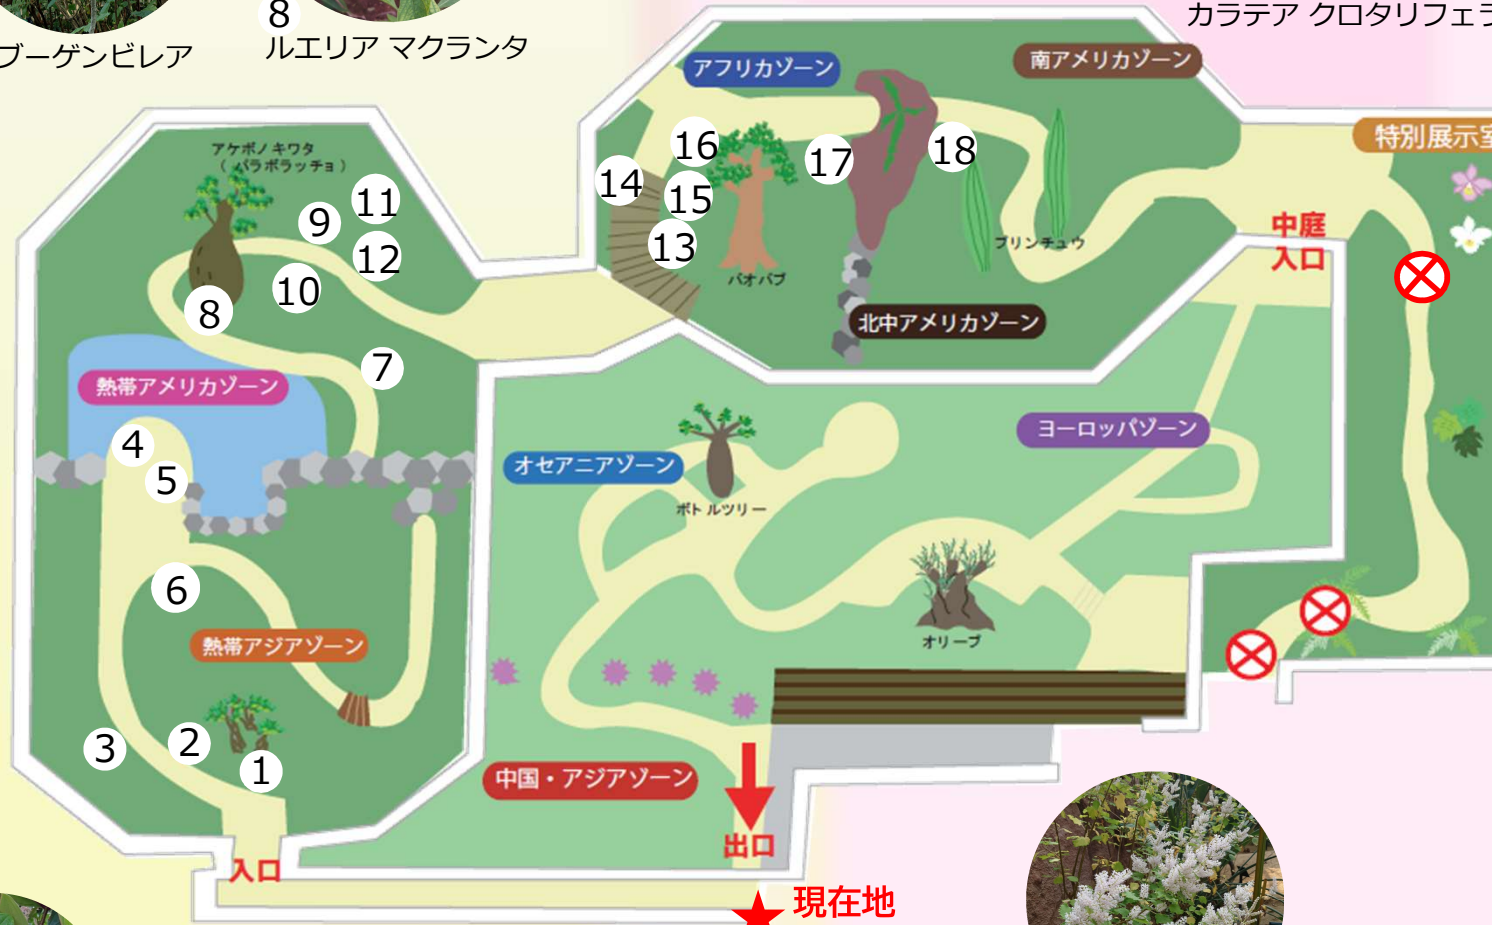 8
ブーゲンビレア
ルエリア マクランタ
カラテア クロタリフェラ
アフリカゾーン
南アメリカゾーン
特別展示室
アケボノキワタ
（ パラボラッチョ ）
16
17
18
14
15
13
11
9
12
10
8
バオバブ
ブリンチュウ
中庭
入口
北中アメリカゾーン
7
熱帯アメリカゾーン
4
5
オセアニアゾーン
ヨーロッパゾーン
ボトルツリー
6
熱帯アジアゾーン
オリーブ
3
2
1
中国・アジアゾーン
出口
入口
現在地